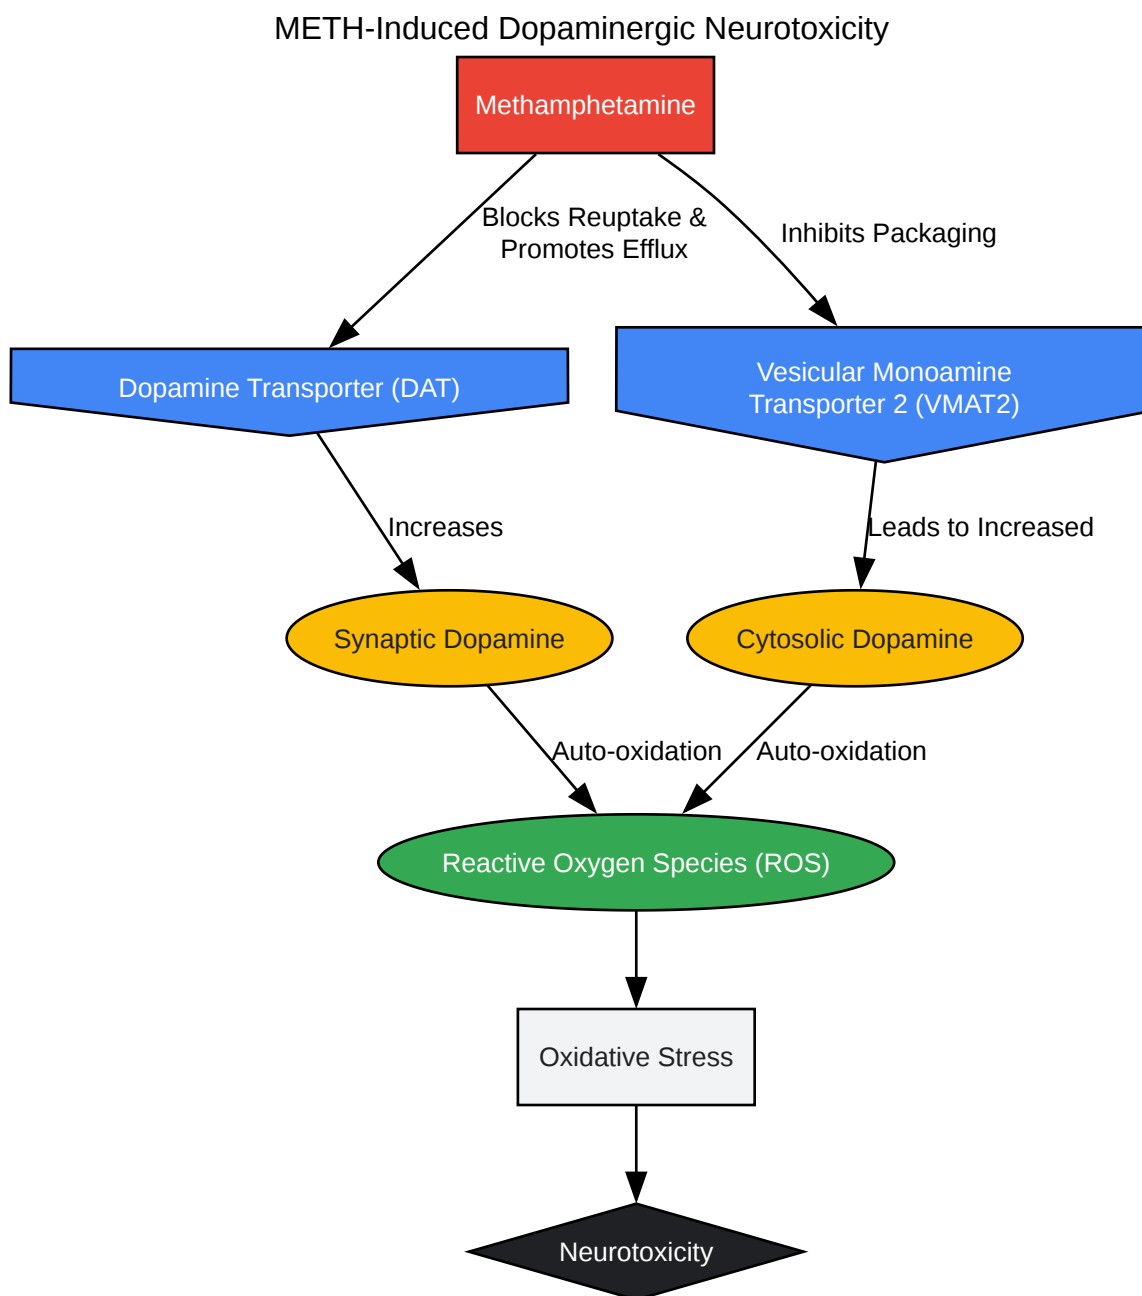 METH-Induced Dopaminergic Neurotoxicity
Methamphetamine
Blocks Reuptake &
Promotes Efflux
Inhibits Packaging
Dopamine Transporter (DAT)
Vesicular Monoamine
Transporter 2 (VMAT2)
Increases
Leads to Increased
Synaptic Dopamine
Cytosolic Dopamine
Auto-oxidation
Auto-oxidation
Reactive Oxygen Species (ROS)
Oxidative Stress
Neurotoxicity